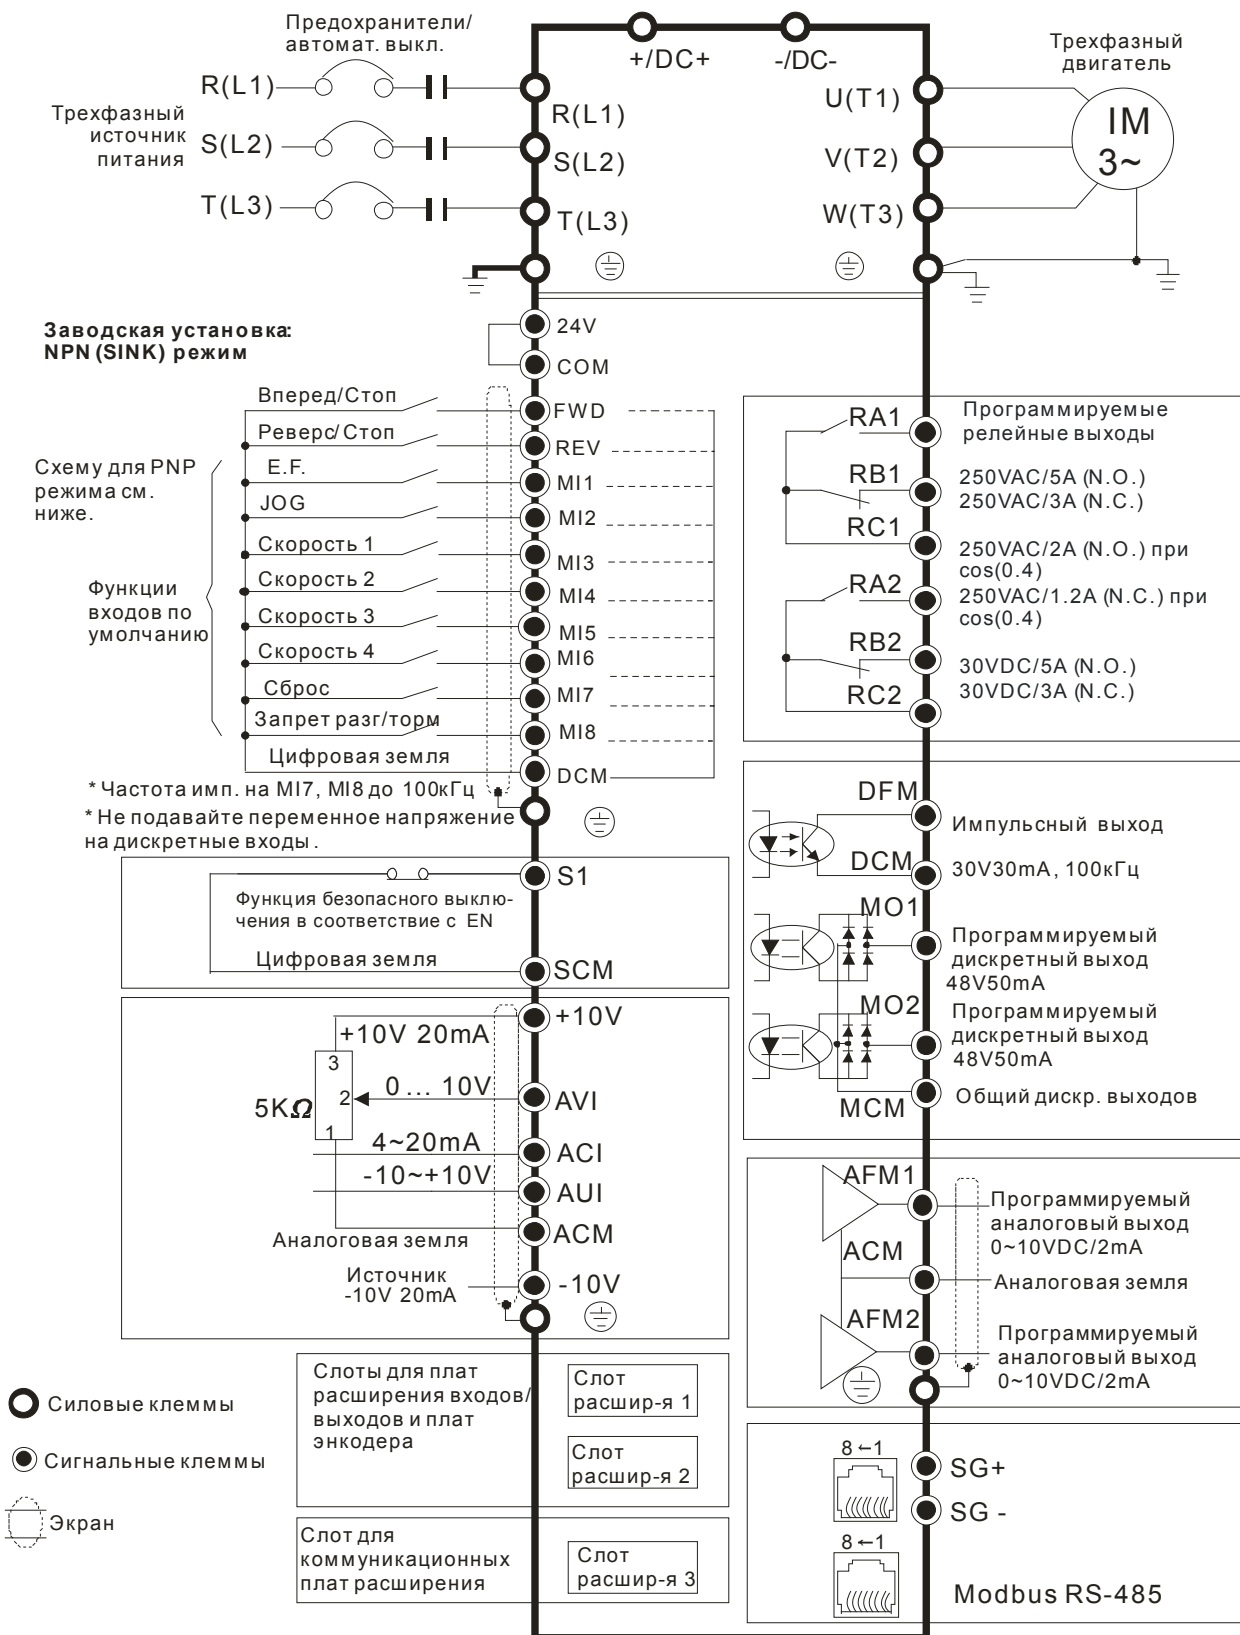 Предохранители/
автомат. выкл.
+/DC+
-/DC-
Трехфазный
двигатель
R(L1)
R(L1)
U(T1)
IM
3~
Трехфазный
источник
питания
S(L2)
S(L2)
V(T2)
T(L3)
T(L3)
W(T3)
Заводская установка:
NPN (SINK) режим
24V
COM
Вперед/Стоп
FWD
Реверс/Стоп
REV
Схему для PNP
режима см.
ниже.
E.F.
MI1
JOG
MI2
Скорость 1
MI3
Функции
входов по
умолчанию
Скорость 2
MI4
Скорость 3
MI5
Скорость 4
MI6
Сброс
MI7
Запрет разг/торм
MI8
Цифровая земля
DCM
* Частота имп. на MI7, MI8 до 100кГц
* Не подавайте переменное напряжение
на дискретные входы.
RA1
Программируемые
релейные выходы
RB1
250VAC/5A (N.O.)
250VAC/3A (N.C.)
RC1
250VAC/2A (N.O.) при
cos(0.4)
RA2
250VAC/1.2A (N.C.) при
cos(0.4)
RB2
30VDC/5A (N.O.)
30VDC/3A (N.C.)
RC2
S1
Функция безопасного выклю-
чения в соответствие с EN
Цифровая земля
SCM
DFM
Импульсный выход
DCM
30V30mA, 100кГц
MO1
Программируемый
дискретный выход
48V50mA
MO2
Программируемый
дискретный выход
48V50mA
MCM
Общий дискр. выходов
+10V
+10V 20mA
3
5KΩ
2
0 ... 10V
AVI
1
4~20mA
ACI
-10~+10V
AUI
ACM
Аналоговая земля
Источник
-10V 20mA
-10V
AFM1
Программируемый
аналоговый выход
0~10VDC/2mA
ACM
Аналоговая земля
AFM2
Программируемый
аналоговый выход
0~10VDC/2mA
Силовые клеммы
Сигнальные клеммы
Экран
Слоты для плат
расширения входов/
выходов и плат
энкодера
Слот
расшир-я 1
Слот
расшир-я 2
Слот для
коммуникационных
плат расширения
Слот
расшир-я 3
8←1
SG+
SG -
8←1
Modbus RS-485